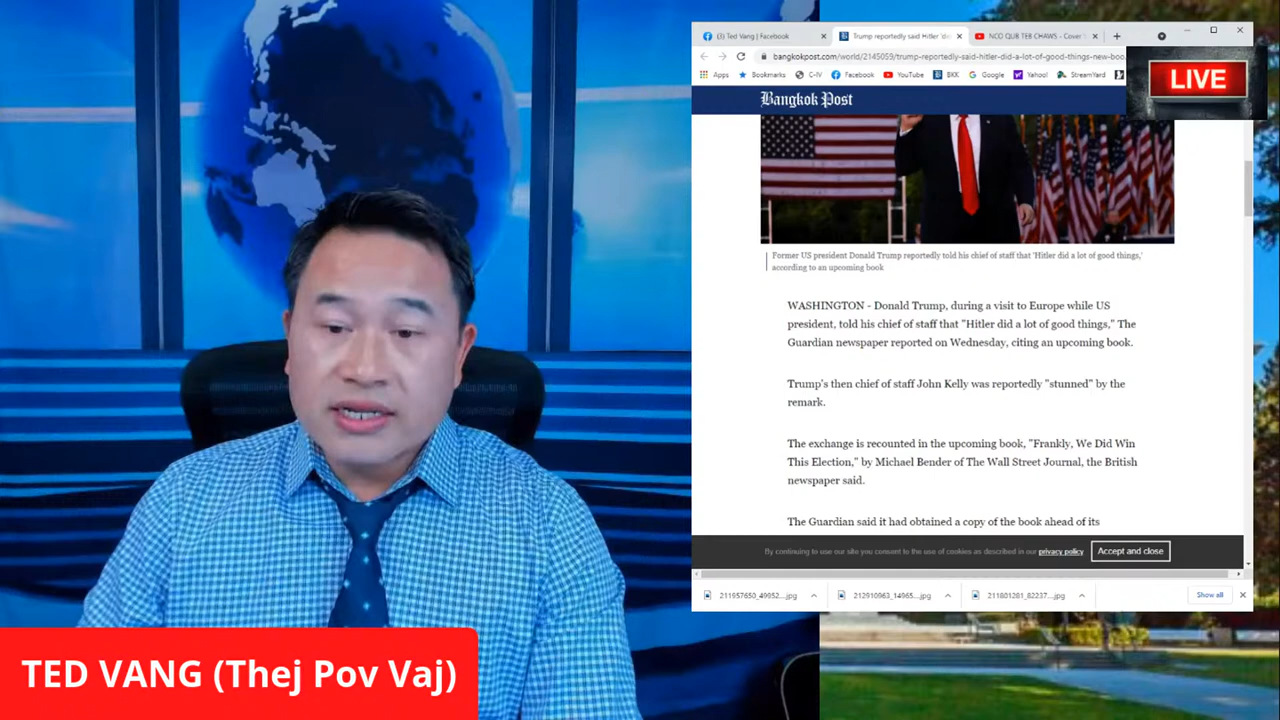 (3) Ted Vang | Facebook
Trump reportedly said Hitler 'de
NCO QUB TEB CHAWS - Cover
bangkokpost.com/world/2145059/trump-reportedly-said-hitler-did-a-lot-of-good-things-new-boo
Apps Bookmarks C-IV Facebook YouTube BKK Google Yahoo! StreamYard
LIVE
Bangkok Post
Former US president Donald Trump reportedly told his chief of staff that 'Hitler did a lot of good things,'
according to an upcoming book
WASHINGTON - Donald Trump, during a visit to Europe while US
president, told his chief of staff that "Hitler did a lot of good things," The
Guardian newspaper reported on Wednesday, citing an upcoming book.
Trump's then chief of staff John Kelly was reportedly "stunned" by the
remark.
The exchange is recounted in the upcoming book, "Frankly, We Did Win
This Election," by Michael Bender of The Wall Street Journal, the British
newspaper said.
The Guardian said it had obtained a copy of the book ahead of its
By continuing to use our site you consent to the use of cookies as described in our privacy policy
Accept and close
211957650_49952....jpg
212910963_14965....jpg
211801281_82237....jpg
Show all
TED VANG (Thej Pov Vaj)